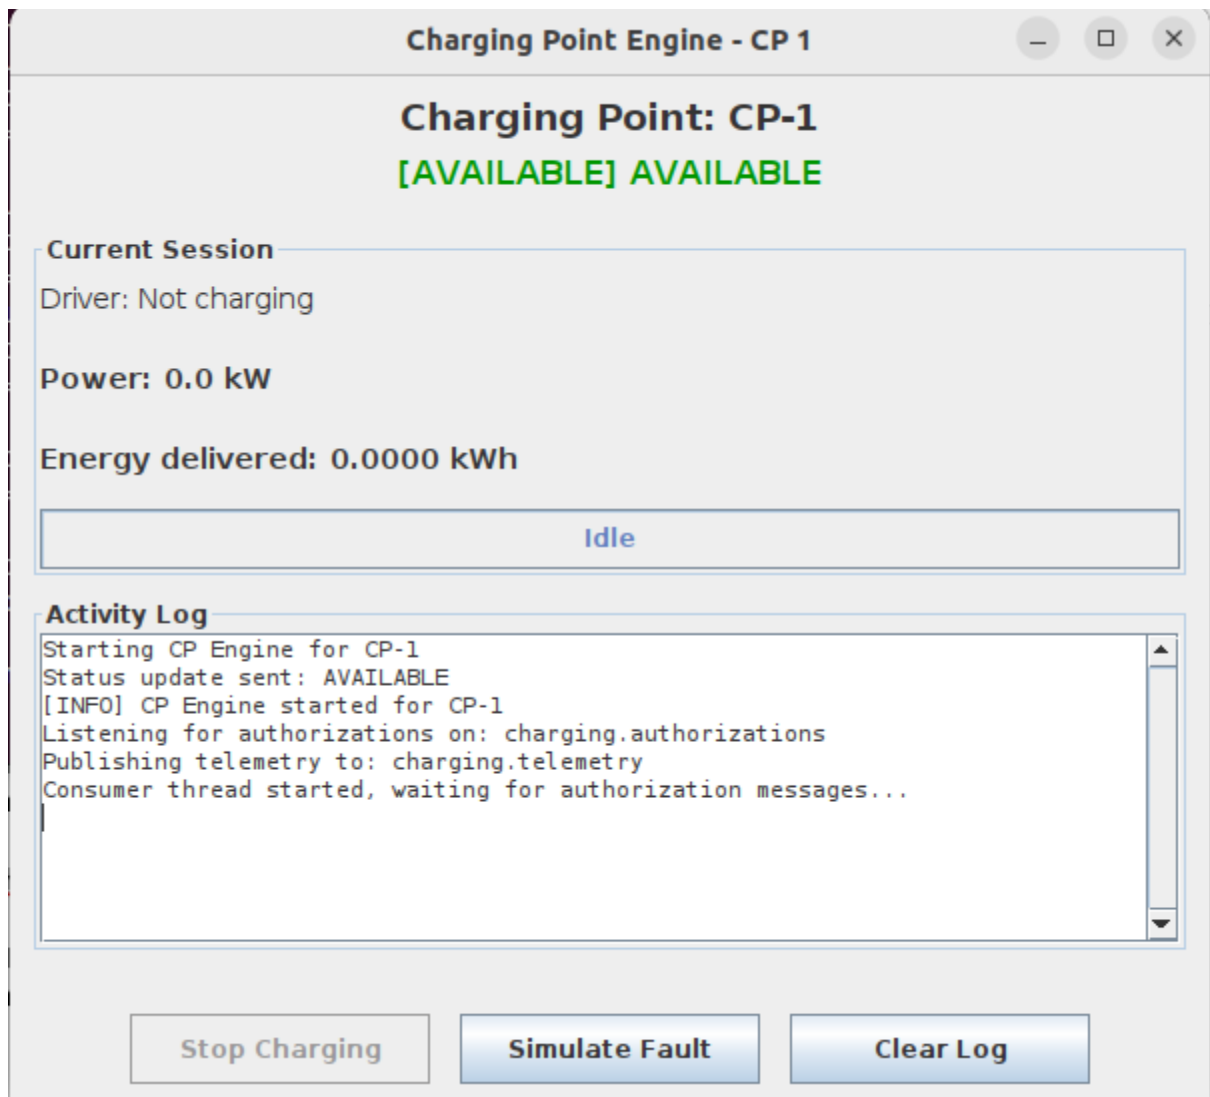 Charging Point Engine - CP 1
Charging Point: CP-1
[AVAILABLE] AVAILABLE
Current Session
Driver: Not charging
Power: 0.0 kW
Energy delivered: 0.0000 kWh
Idle
Activity Log
Starting CP Engine for CP-1
Status update sent: AVAILABLE
[INFO] CP Engine started for CP-1
Listening for authorizations on: charging.authorizations
Publishing telemetry to: charging.telemetry
Consumer thread started, waiting for authorization messages...
Stop Charging
Simulate Fault
Clear Log